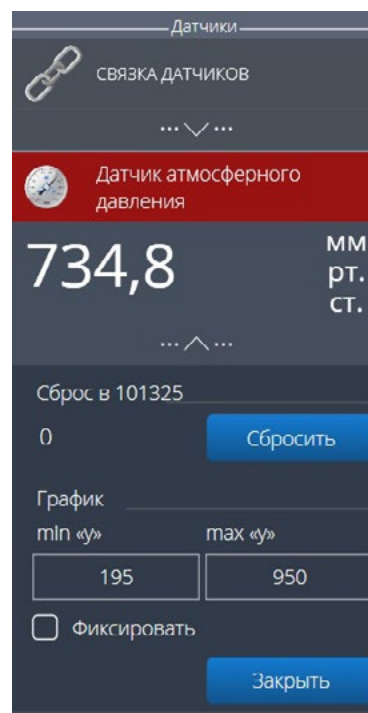 Датчики
СВЯЗКА ДАТЧИКОВ
Датчик атмосферного
давления
734,8
мм
рт.
ст.
Сброс в 101325
0
Сбросить
График
min «у»
max «у»
195
950
Фиксировать
Закрыть